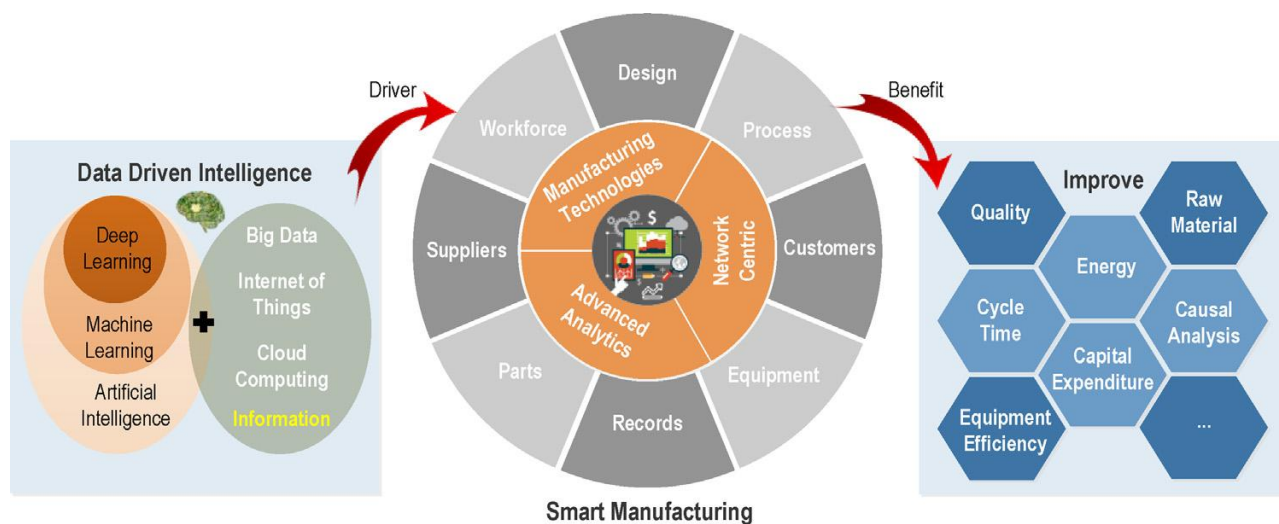 Data Driven Intelligence
Deep
Learning
Machine
Learning
Artificial
Intelligence
Big Data
Internet of
Things
Cloud
Computing
Information
Driver
Design
Process
Customers
Equipment
Records
Parts
Suppliers
Workforce
Manufacturing
Technologies
Network
Centric
Advanced
Analytics
$
Smart Manufacturing
Benefit
Improve
Quality
Raw
Material
Energy
Cycle
Time
Causal
Analysis
Capital
Expenditure
Equipment
Efficiency
...